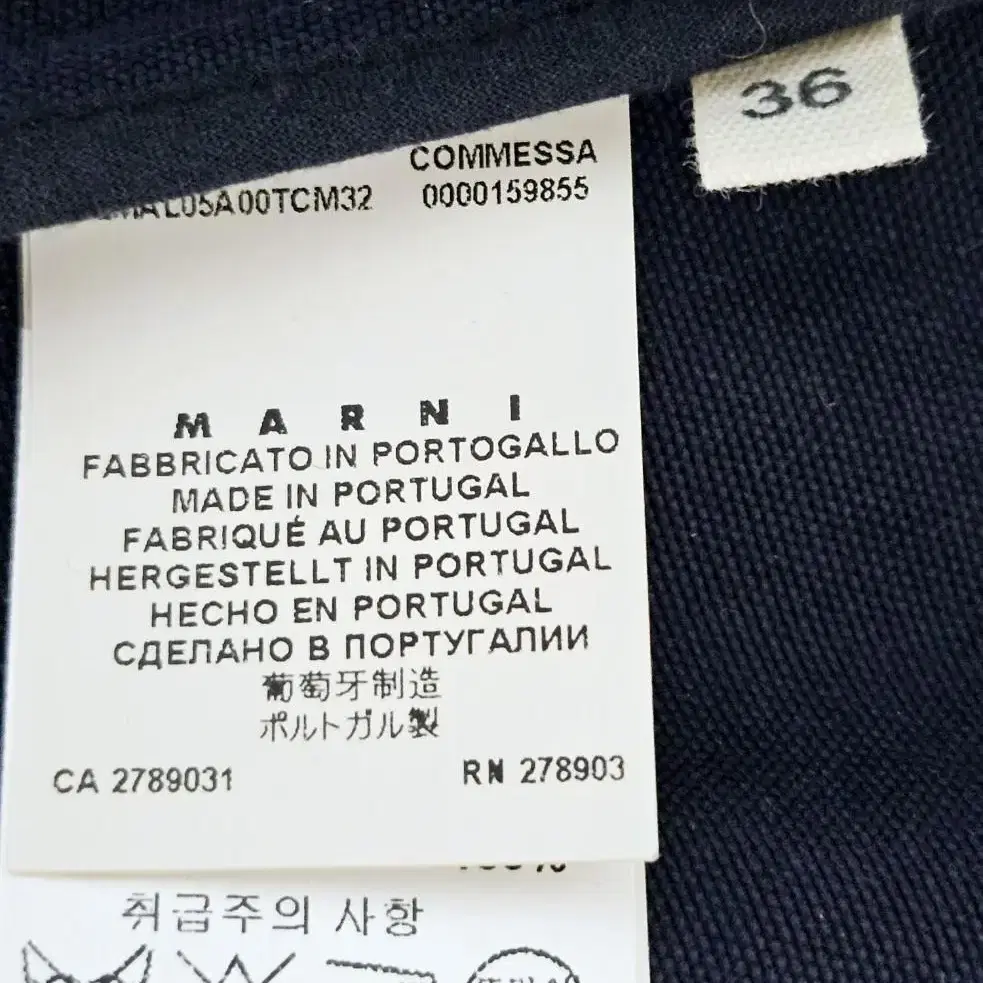 36
COMMESSA
MAL05A00TCM32 0000159855
MARNI
FABBRICATO IN PORTOGALLO
MADE IN PORTUGAL
FABRIQUÉ AU PORTUGAL
HERGESTELLT IN PORTUGAL
HECHO EN PORTUGAL
СДЕЛАНО В ПОРТУГАЛИИ
葡萄牙制造
ポルトガル製
CA 2789031 RN 278903
취급주의 사항